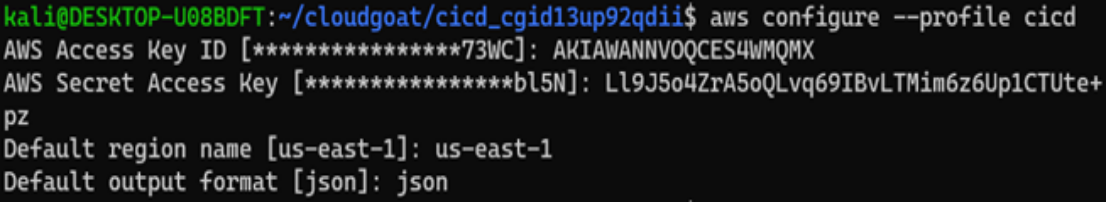 kali@DESKTOP-U08BDFT:~/cloudgoat/cicd_cgid13up92qdii$ aws configure --profile cicd
AWS Access Key ID [****************73WC]: AKIAWANNVOQCES4WMQMX
AWS Secret Access Key [****************bl5N]: Ll9J5o4ZrA5oQLvq69IBvLTMim6z6Up1CTUte+
pz
Default region name [us-east-1]: us-east-1
Default output format [json]: json